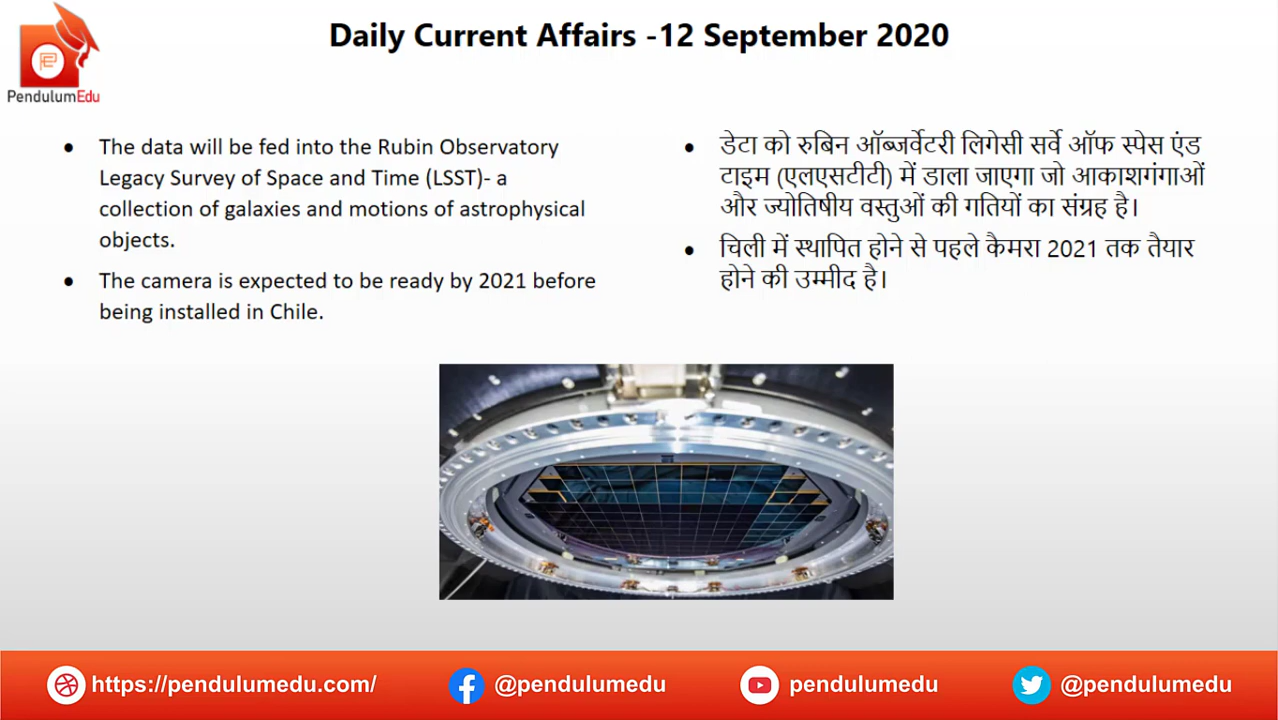 Daily Current Affairs -12 September 2020
PendulumEdu
● The data will be fed into the Rubin Observatory
Legacy Survey of Space and Time (LSST)- a
collection of galaxies and motions of astrophysical
objects.
● The camera is expected to be ready by 2021 before
being installed in Chile.
● डेटा को रुबिन ऑब्जर्वेटरी लिगेसी सर्वे ऑफ स्पेस एंड
टाइम (एलएसटीटी) में डाला जाएगा जो आकाशगंगाओं
और ज्योतिषीय वस्तुओं की गतियों का संग्रह है।
● चिली में स्थापित होने से पहले कैमरा 2021 तक तैयार
होने की उम्मीद है।
https://pendulumedu.com/
@pendulumedu
pendulumedu
@pendulumedu